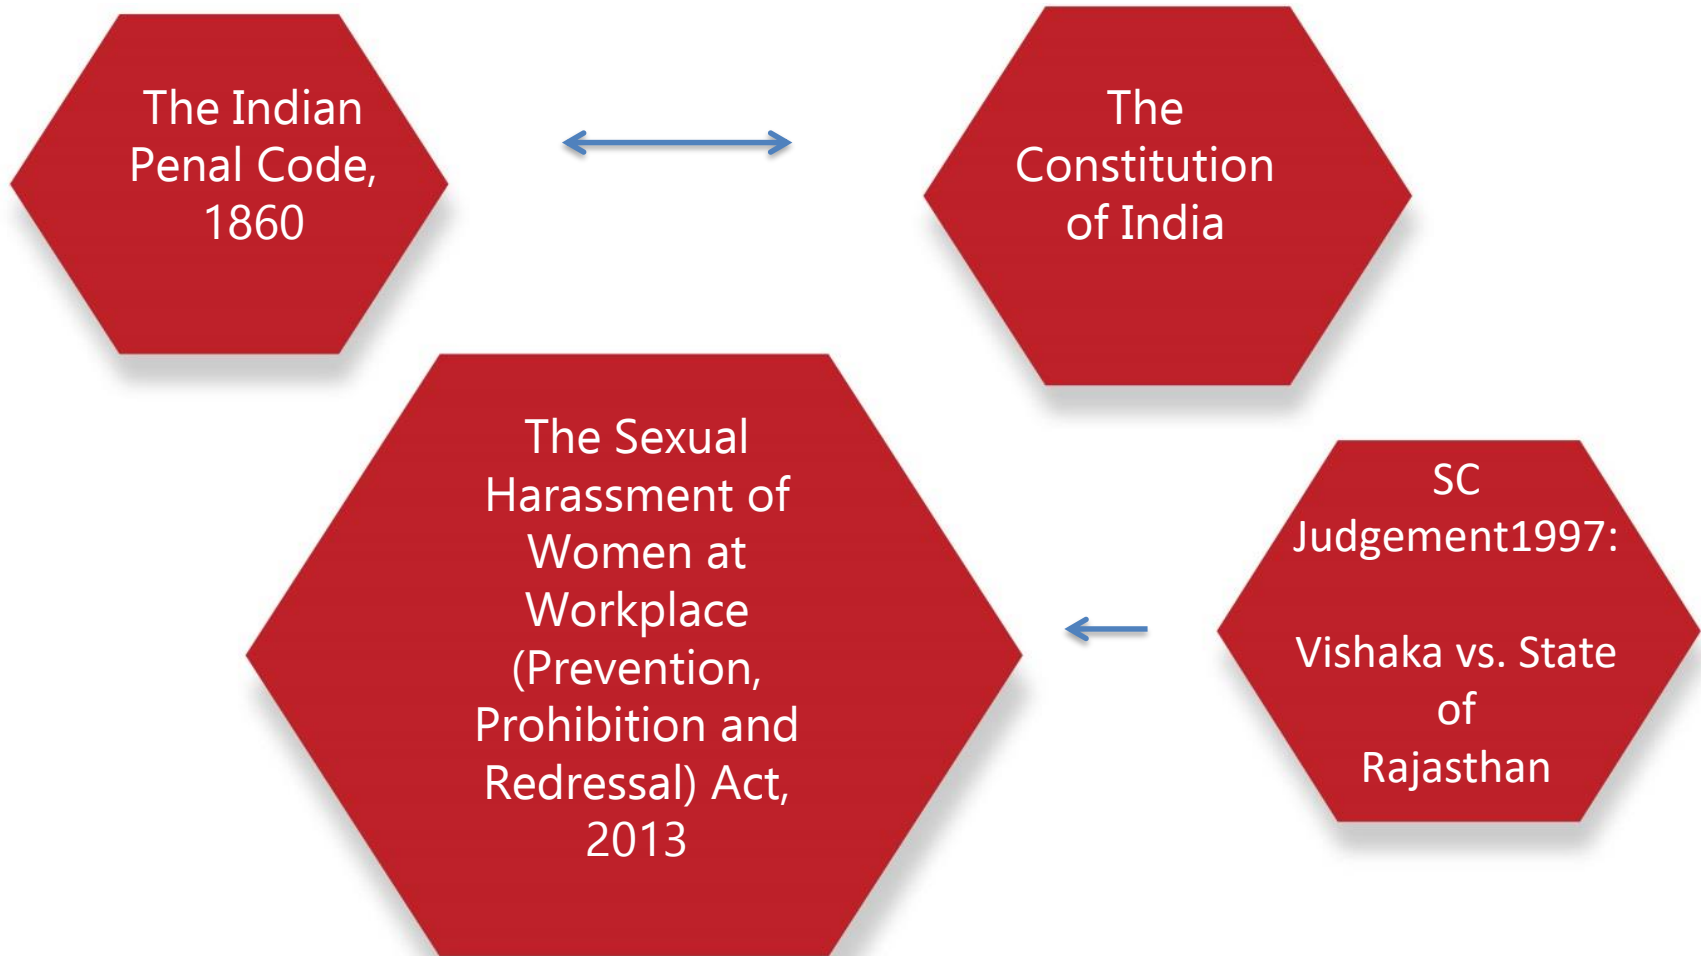 The Indian
Penal Code,
1860
The
Constitution
of India
The Sexual
Harassment of
Women at
Workplace
(Prevention,
Prohibition and
Redressal) Act,
2013
SC
Judgement1997:
Vishaka vs. State
of
Rajasthan